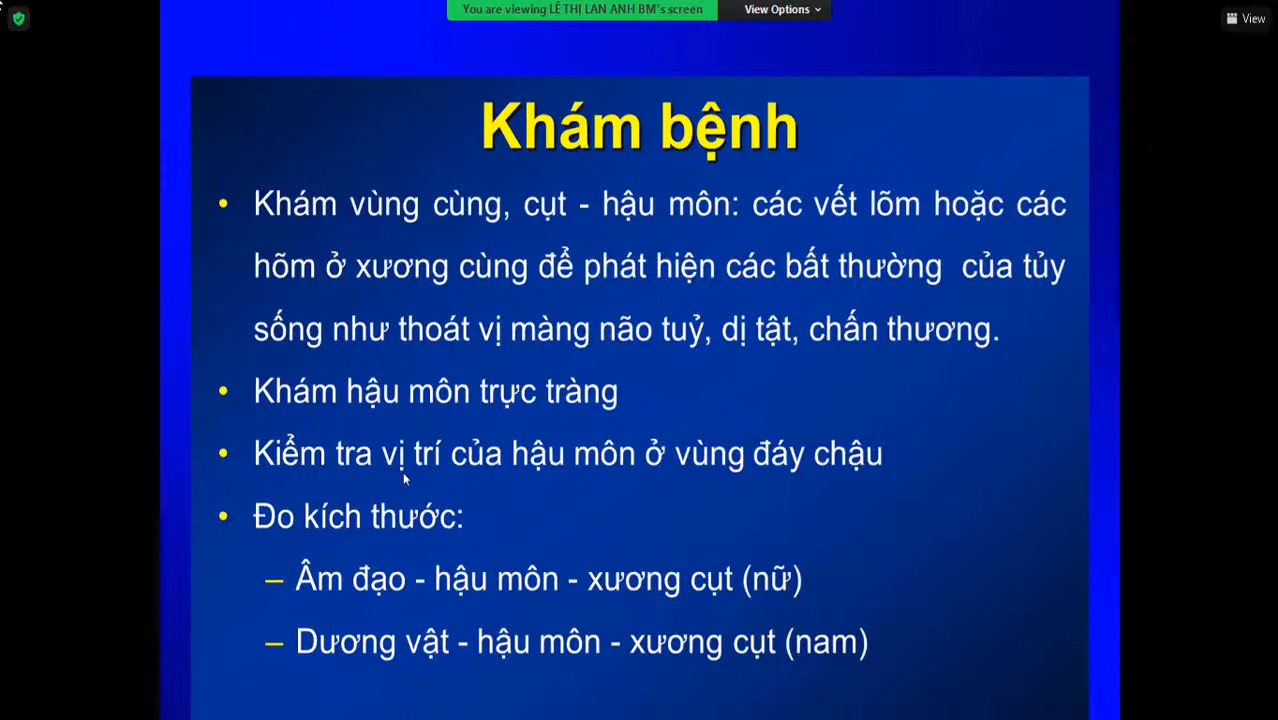 You are viewing LÊ THỊ LAN ANH BM's screen
View Options
View
Khám bệnh
• Khám vùng cùng, cụt - hậu môn: các vết lõm hoặc các
hõm ở xương cùng để phát hiện các bất thường của tủy
sống như thoát vị màng não tuỷ, dị tật, chấn thương.
• Khám hậu môn trực tràng
• Kiểm tra vị trí của hậu môn ở vùng đáy chậu
• Đo kích thước:
– Âm đạo - hậu môn - xương cụt (nữ)
– Dương vật - hậu môn - xương cụt (nam)